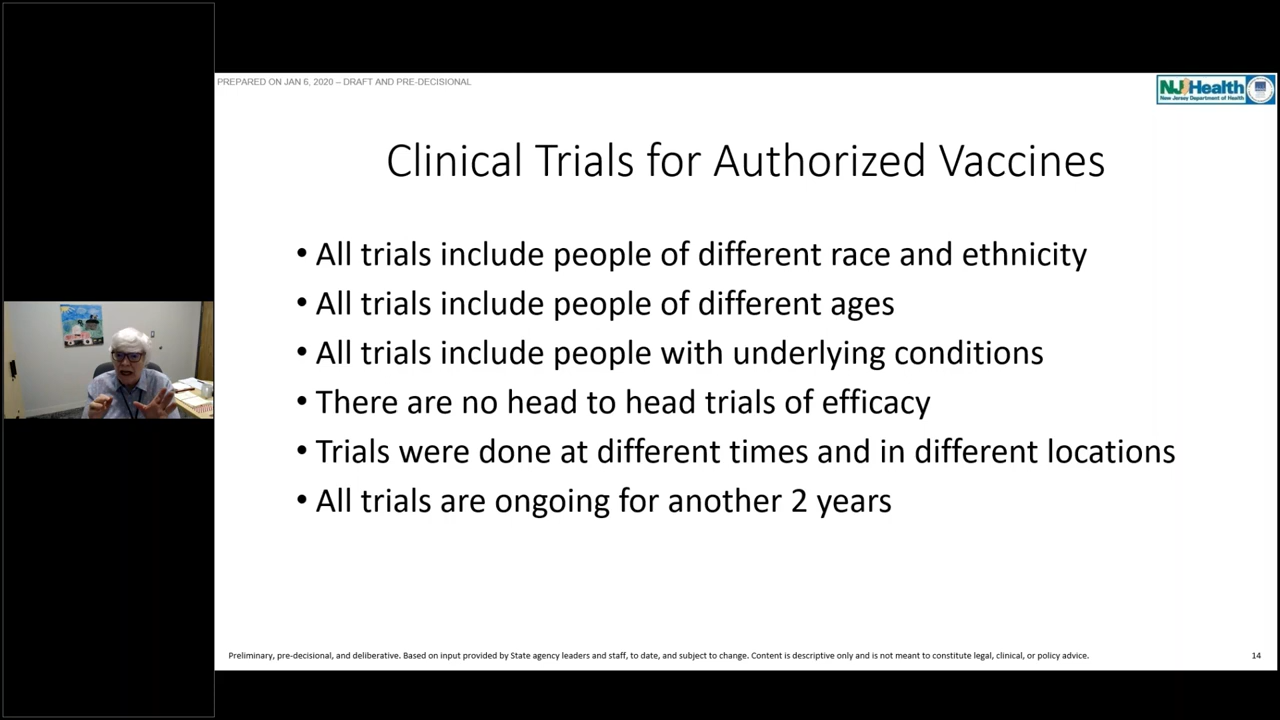 PREPARED ON JAN 6, 2020 – DRAFT AND PRE-DECISIONAL
NJ Health
New Jersey Department of Health
Clinical Trials for Authorized Vaccines
• All trials include people of different race and ethnicity
• All trials include people of different ages
• All trials include people with underlying conditions
• There are no head to head trials of efficacy
• Trials were done at different times and in different locations
• All trials are ongoing for another 2 years
Preliminary, pre-decisional, and deliberative. Based on input provided by State agency leaders and staff, to date, and subject to change. Content is descriptive only and is not meant to constitute legal, clinical, or policy advice.
14